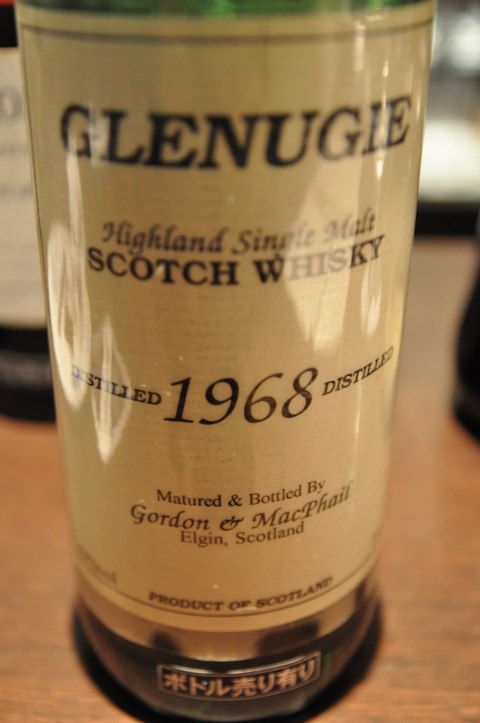 GLENUGIE
Highland Single Malt
SCOTCH WHISKY
DISTILLED 1968 DISTILLED
Matured & Bottled By
Gordon & MacPhail
Elgin, Scotland
PRODUCT OF SCOTLAND
ボドル売り有り